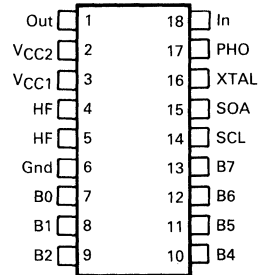 Out 1 18 In
VCC2 2 17 PHO
VCC1 3 16 XTAL
HF 4 15 SOA
HF 5 14 SCL
Gnd 6 13 B7
B0 7 12 B6
B1 8 11 B5
B2 9 10 B4